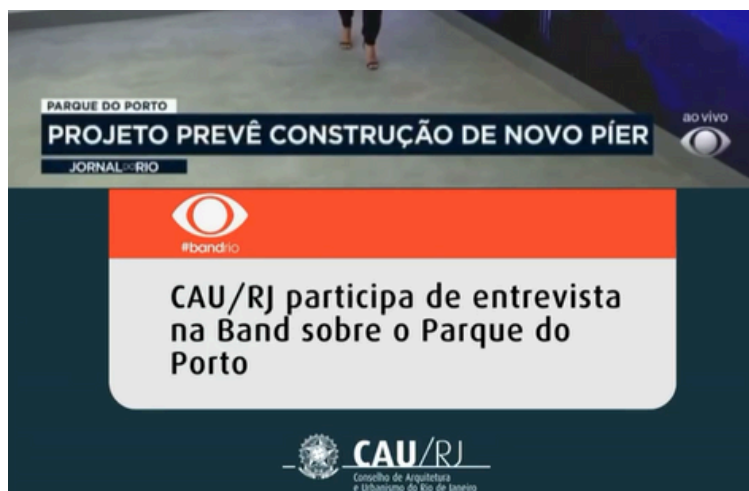 PARQUE DO PORTO
PROJETO PREVÊ CONSTRUÇÃO DE NOVO PÍER
ao vivo
JORNAL DO RIO
#bandrio
CAU/RJ participa de entrevista
na Band sobre o Parque do
Porto
CAU/RJ
Conselho de Arquitetura
e Urbanismo do Rio de Janeiro